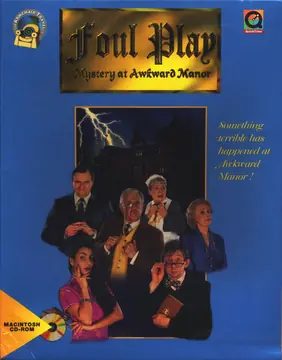 Foul Play
Mystery at Awkward Manor
Something
terrible has
happened at
Awkward
Manor!
MACINTOSH
CD-ROM